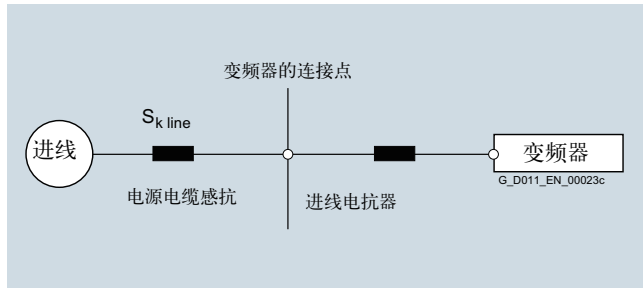 变频器的连接点
S k line
进线
变频器
G_D011_EN_00023c
电源电缆感抗
进线电抗器